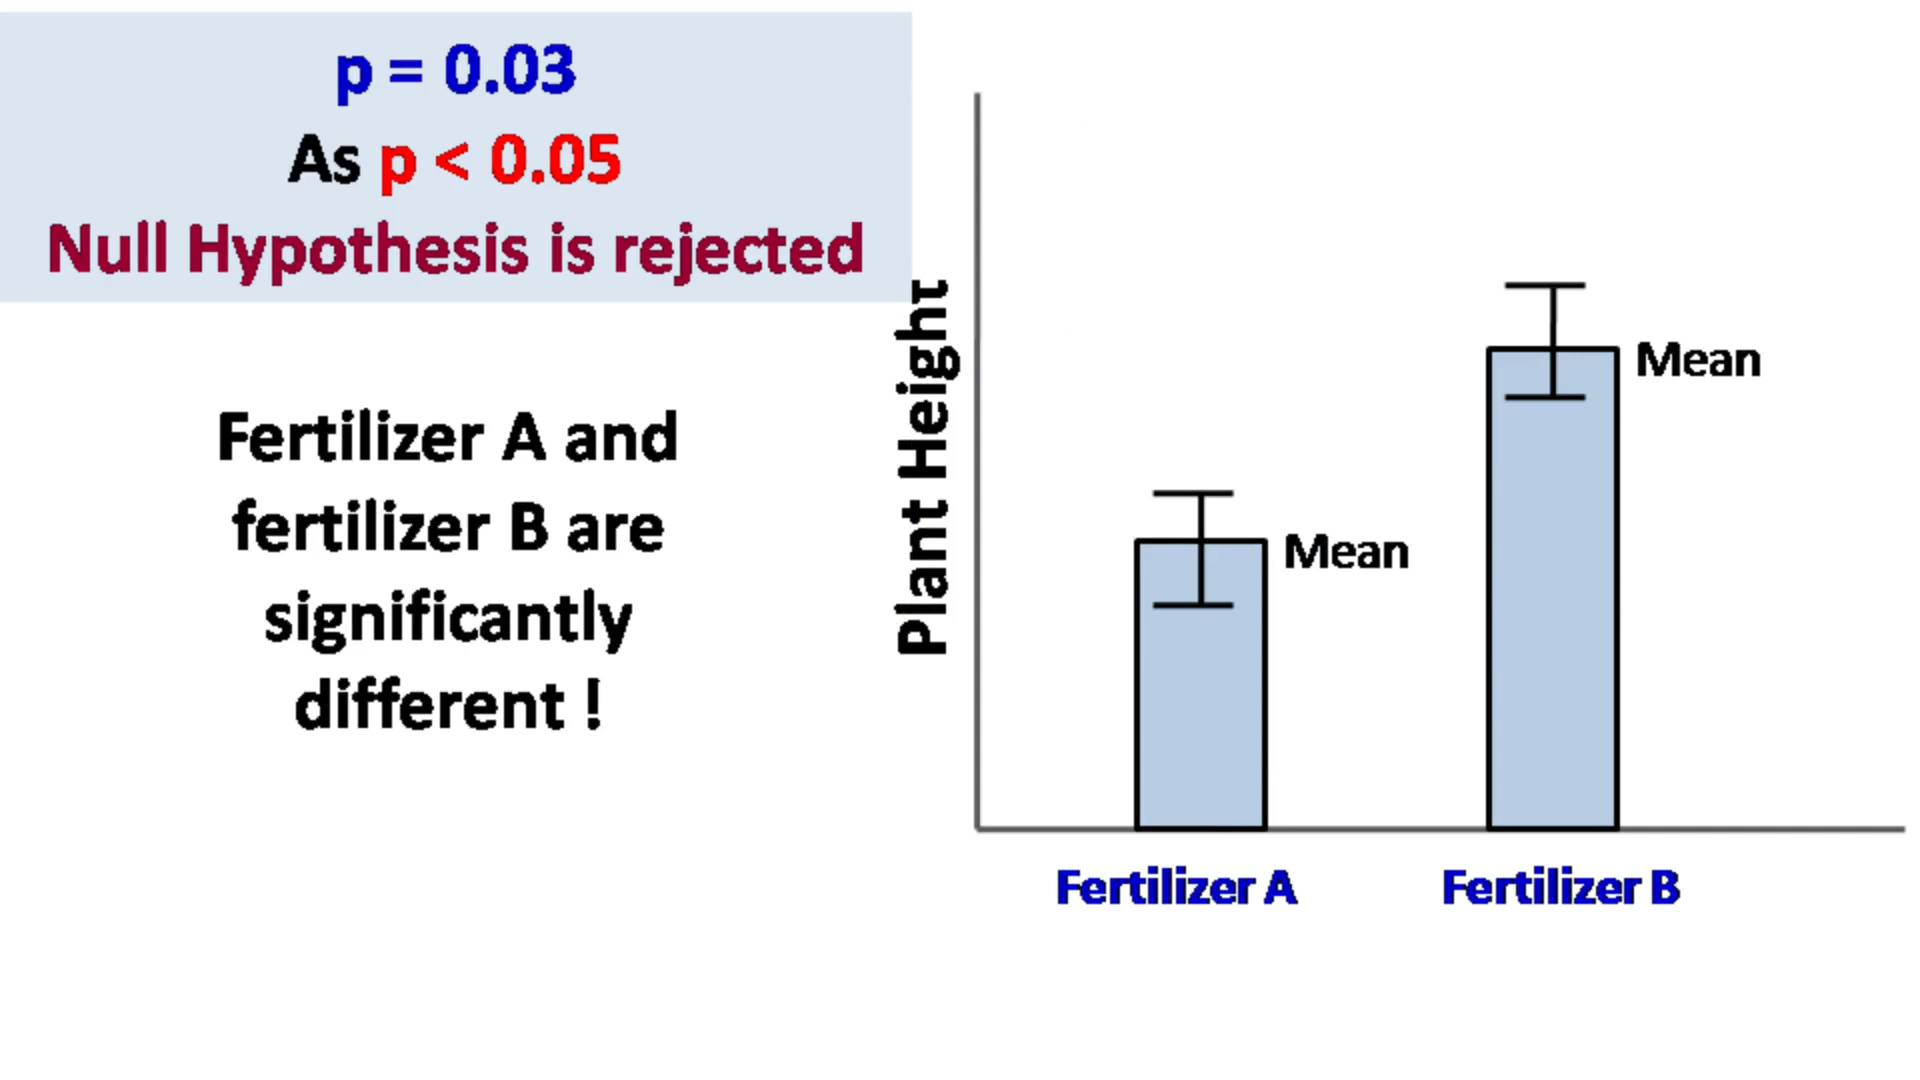 p = 0.03
As p < 0.05
Null Hypothesis is rejected
Fertilizer A and
fertilizer B are
significantly
different !
Plant Height
Mean
Mean
Fertilizer A
Fertilizer B